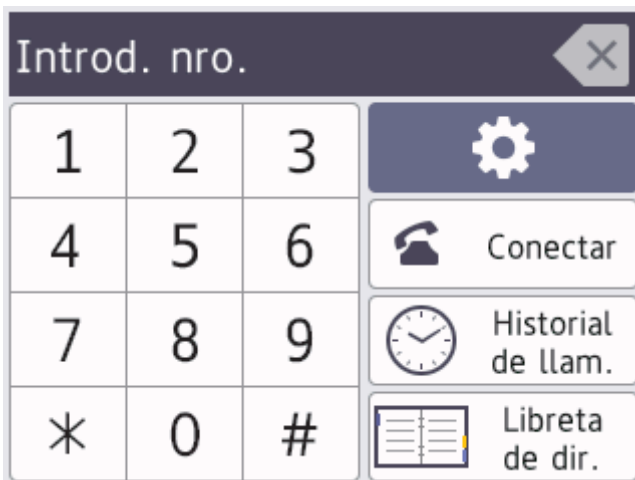 Introd. nro.
1 2 3
4 5 6 Conectar
7 8 9 Historial
de llam.
* 0 # Libreta
de dir.